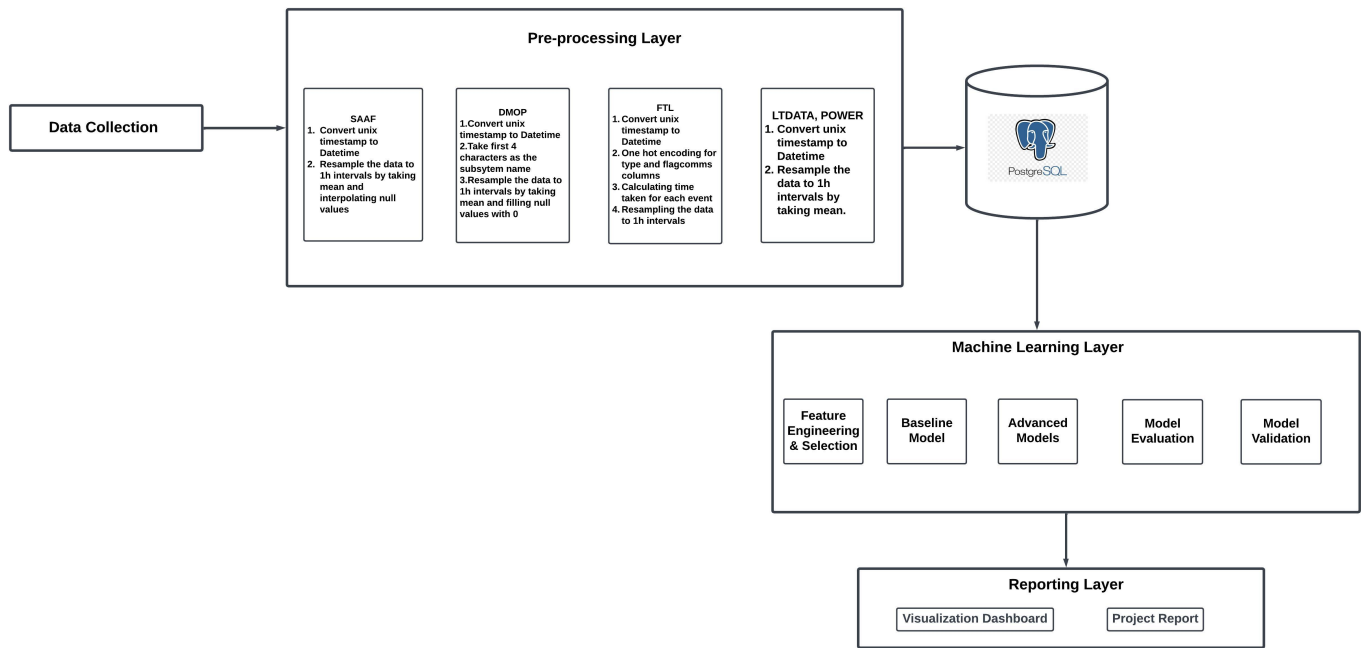 Pre-processing Layer
Data Collection
SAAF
1. Convert unix
timestamp to
Datetime
2. Resample the data to
1h intervals by taking
mean and
interpolating null
values
DMOP
1.Convert unix
timestamp to Datetime
2.Take first 4
characters as the
subsytem name
3.Resample the data to
1h intervals by taking
mean and filling null
values with 0
FTL
1. Convert unix
timestamp to
Datetime
2. One hot encoding for
type and flagcomms
columns
3. Calculating time
taken for each event
4. Resampling the data
to 1h intervals
LTDATA, POWER
1. Convert unix
timestamp to
Datetime
2. Resample the
data to 1h
intervals by
taking mean.
PostgreSQL
Machine Learning Layer
Feature
Engineering
& Selection
Baseline
Model
Advanced
Models
Model
Evaluation
Model
Validation
Reporting Layer
Visualization Dashboard
Project Report